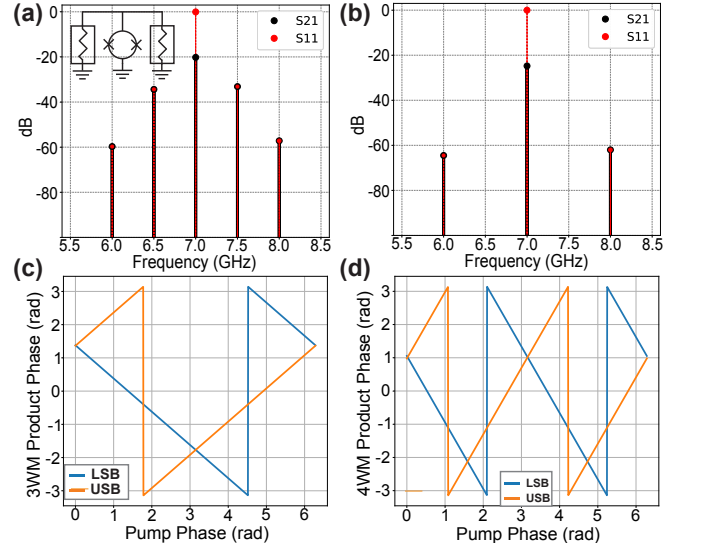 (a)
S21
S11
0
-20
-40
-60
-80
dB
5.5 6.0 6.5 7.0 7.5 8.0 8.5
Frequency (GHz)
(b)
S21
S11
0
-20
-40
-60
-80
dB
5.5 6.0 6.5 7.0 7.5 8.0 8.5
Frequency (GHz)
(c)
3
2
1
0
-1
-2
-3
3WM Product Phase (rad)
LSB
USB
0 1 2 3 4 5 6
Pump Phase (rad)
(d)
3
2
1
0
-1
-2
-3
4WM Product Phase (rad)
LSB
USB
0 1 2 3 4 5 6
Pump Phase (rad)